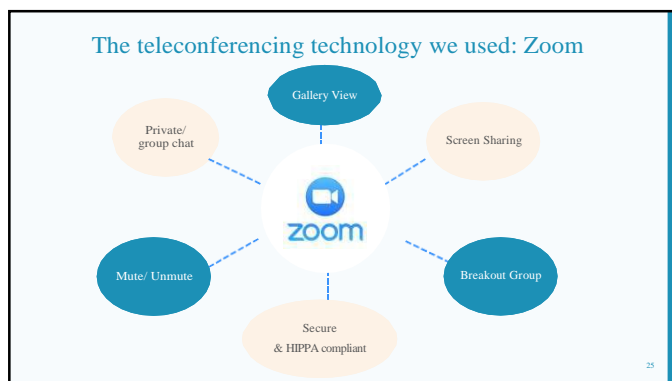 The teleconferencing technology we used: Zoom
Gallery View
Private/
group chat
Screen Sharing
zoom
Mute/ Unmute
Breakout Group
Secure
& HIPPA compliant
25